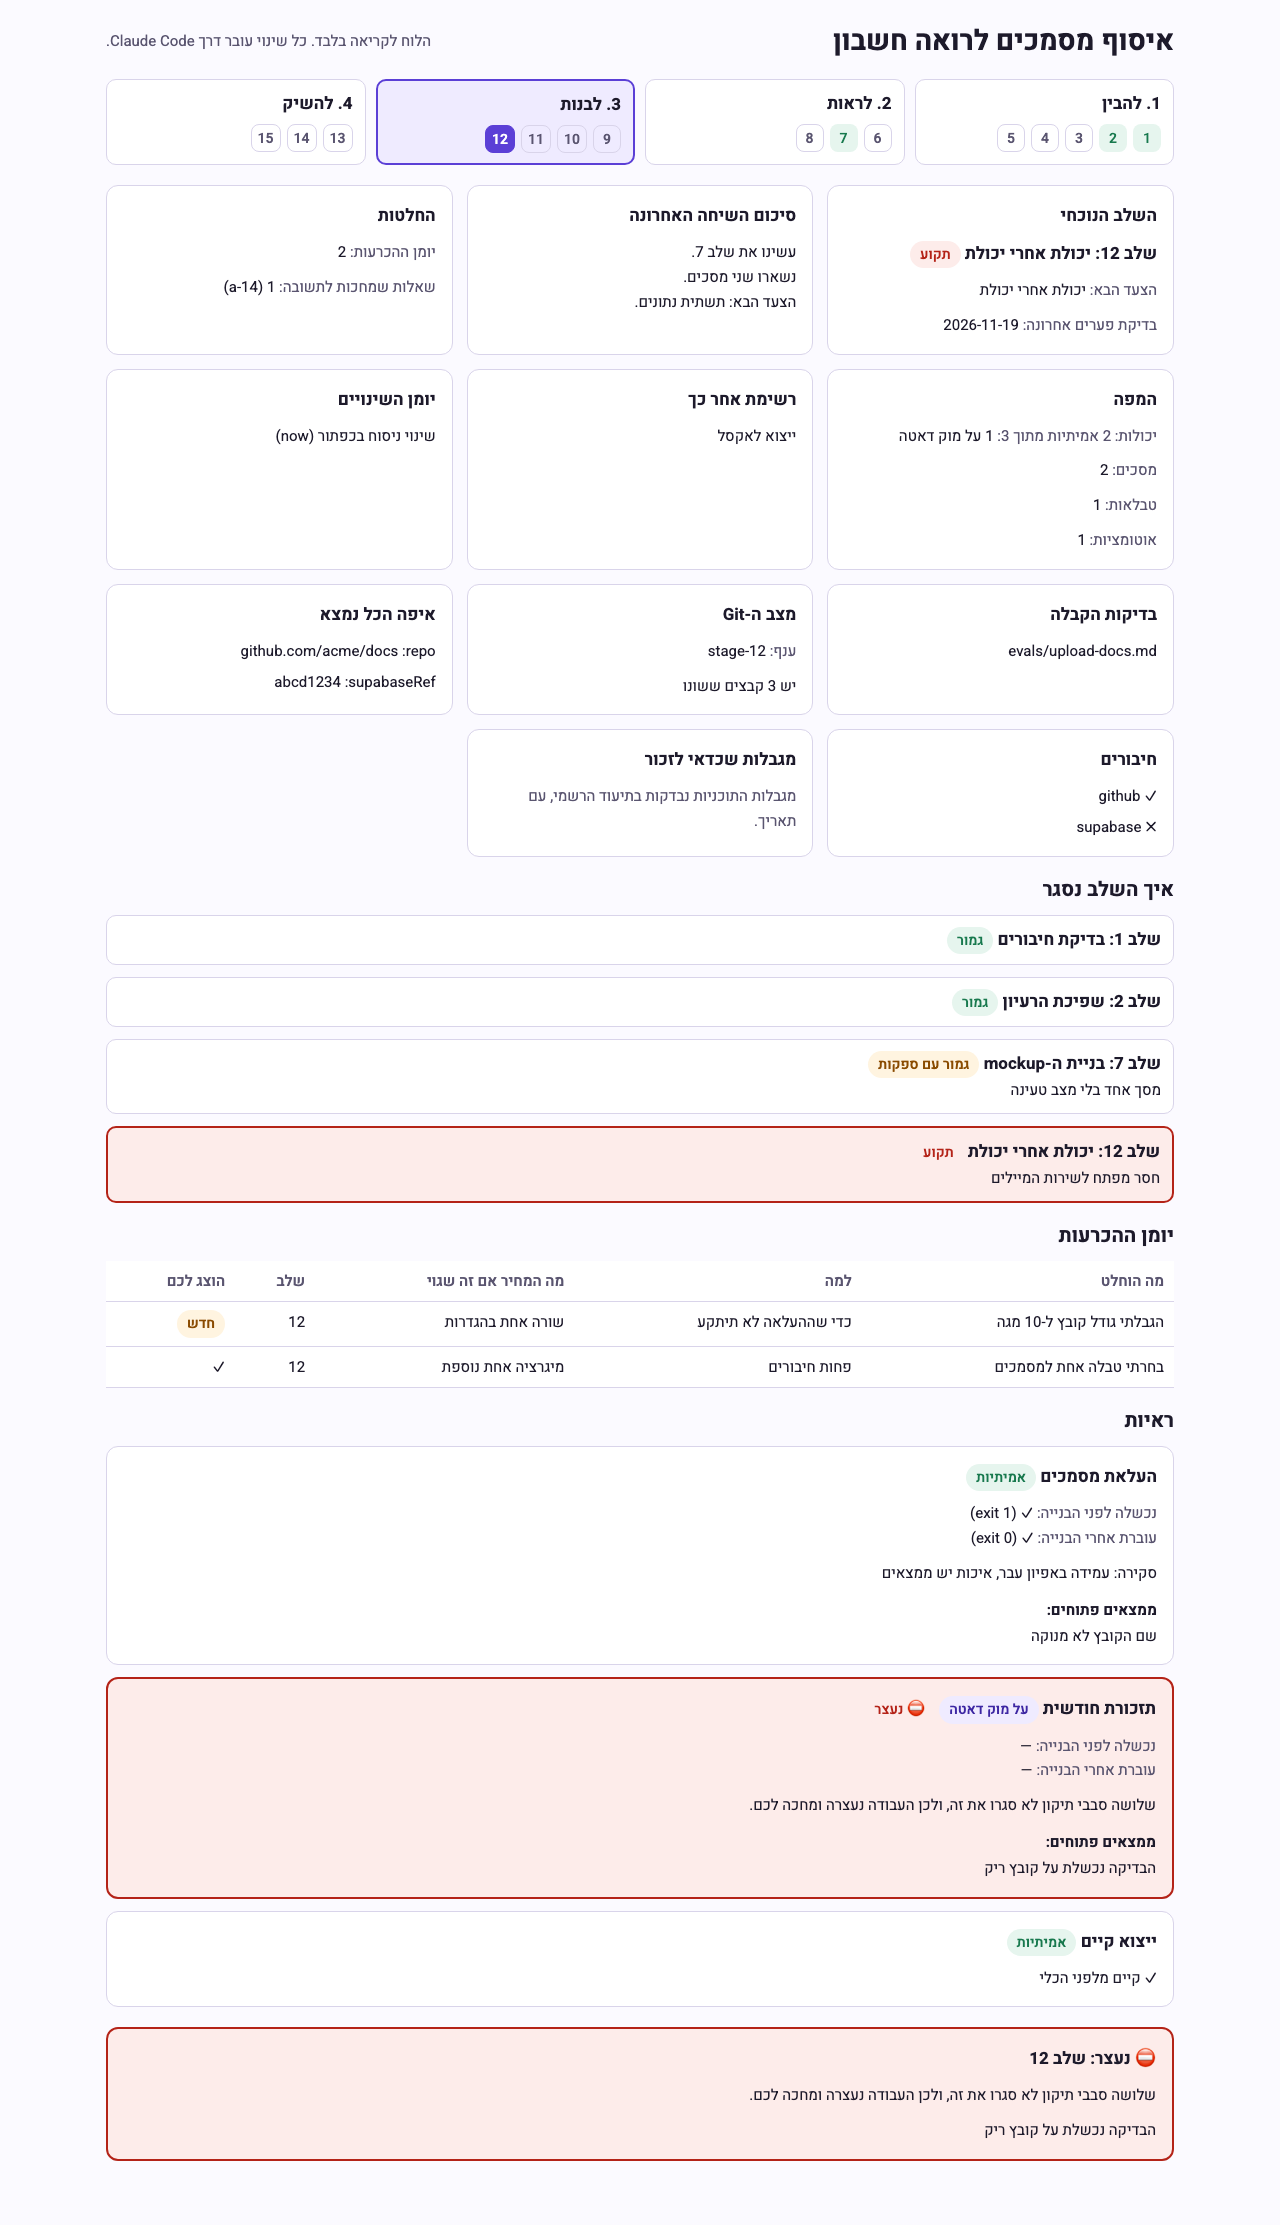 איסוף מסמכים לרואה חשבון
הלוח לקריאה בלבד. כל שינוי עובר דרך Claude Code.
1. להבין
1 2 3 4 5
2. לראות
6 7 8
3. לבנות
9 10 11 12
4. להשיק
13 14 15
השלב הנוכחי
שלב 12: יכולת אחרי יכולת תקוע
הצעד הבא: יכולת אחרי יכולת
בדיקת פערים אחרונה: 2026-11-19
סיכום השיחה האחרונה
עשינו את שלב 7.
נשארו שני מסכים.
הצעד הבא: תשתית נתונים.
החלטות
יומן ההכרעות: 2
שאלות שמחכות לתשובה: 1 (a-14)
המפה
יכולות: 2 אמיתיות מתוך 3: 1 על מוק דאטה
מסכים: 2
טבלאות: 1
אוטומציות: 1
רשימת אחר כך
ייצוא לאקסל
יומן השינויים
שינוי ניסוח בכפתור (now)
בדיקות הקבלה
evals/upload-docs.md
מצב ה-Git
ענף: stage-12
יש 3 קבצים ששונו
איפה הכל נמצא
repo: github.com/acme/docs
supabaseRef: abcd1234
חיבורים
✓ github
✕ supabase
מגבלות שכדאי לזכור
מגבלות התוכניות נבדקות בתיעוד הרשמי, עם
תאריך.
איך השלב נסגר
שלב 1: בדיקת חיבורים גמור
שלב 2: שפיכת הרעיון גמור
שלב 7: בניית ה-mockup גמור עם ספקות
מסך אחד בלי מצב טעינה
שלב 12: יכולת אחרי יכולת תקוע
חסר מפתח לשירות המיילים
יומן ההכרעות
מה הוחלט למה מה המחיר אם זה שגוי שלב הוצג לכם
הגבלתי גודל קובץ ל-10 מגה כדי שההעלאה לא תיתקע שורה אחת בהגדרות 12 חדש
בחרתי טבלה אחת למסמכים פחות חיבורים מיגרציה אחת נוספת 12 ✓
ראיות
העלאת מסמכים אמיתיות
נכשלה לפני הבנייה: ✓ (exit 1)
עוברת אחרי הבנייה: ✓ (exit 0)
סקירה: עמידה באפיון עבר, איכות יש ממצאים
ממצאים פתוחים:
שם הקובץ לא מנוקה
תזכורת חודשית על מוק דאטה ⛔ נעצר
נכשלה לפני הבנייה: —
עוברת אחרי הבנייה: —
שלושה סבבי תיקון לא סגרו את זה, ולכן העבודה נעצרה ומחכה לכם.
ממצאים פתוחים:
הבדיקה נכשלת על קובץ ריק
ייצוא קיים אמיתיות
✓ קיים מלפני הכלי
⛔ נעצר: שלב 12
שלושה סבבי תיקון לא סגרו את זה, ולכן העבודה נעצרה ומחכה לכם.
הבדיקה נכשלת על קובץ ריק